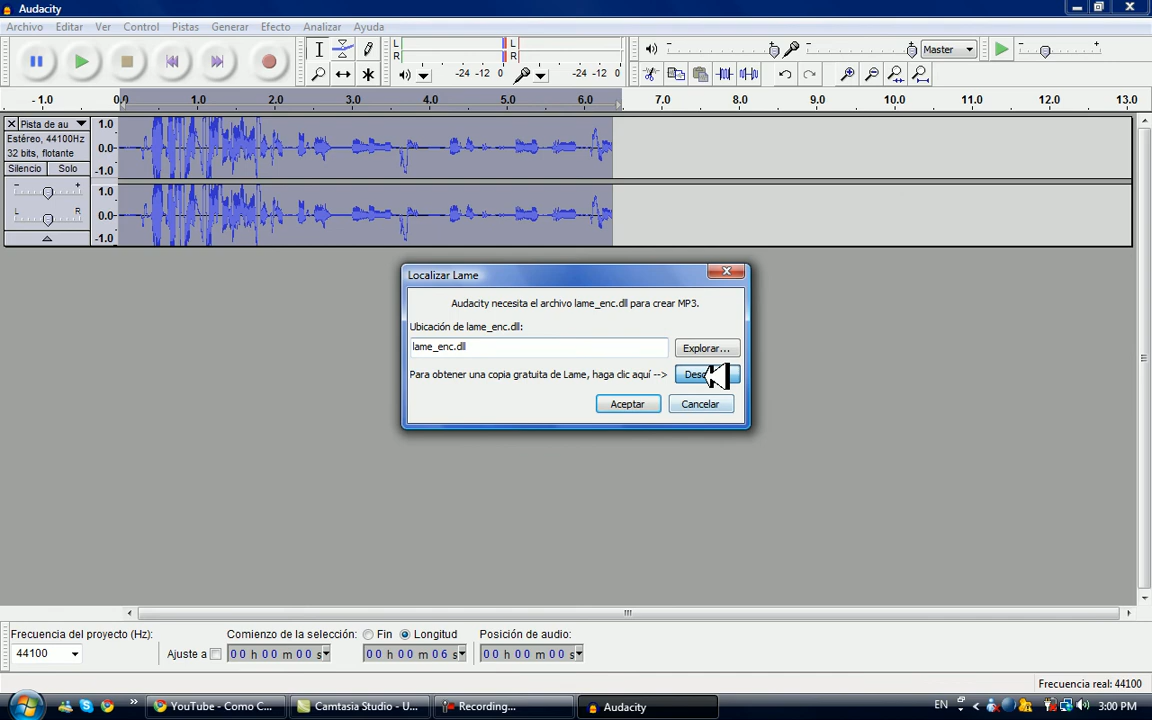 Audacity
Archivo Editar Ver Control Pistas Generar Efecto Analizar Ayuda
L L
R R
-24 -12 0 -24 -12 0
Master
- 1.0 0.0 1.0 2.0 3.0 4.0 5.0 6.0 7.0 8.0 9.0 10.0 11.0 12.0 13.0
Pista de au
Estéreo, 44100Hz
32 bits, flotante
Silencio Solo
- +
L R
1.0
0.0
-1.0
1.0
0.0
-1.0
Localizar Lame
Audacity necesita el archivo lame_enc.dll para crear MP3.
Ubicación de lame_enc.dll:
lame_enc.dll
Explorar...
Para obtener una copia gratuita de Lame, haga clic aquí -->
Aceptar Cancelar
Frecuencia del proyecto (Hz): Comienzo de la selección: Fin Longitud Posición de audio:
44100 Ajuste a 00 h 00 m 00 s 00 h 00 m 06 s 00 h 00 m 00 s
Frecuencia real: 44100
YouTube - Como C... Camtasia Studio - U... Recording... Audacity EN 3:00 PM